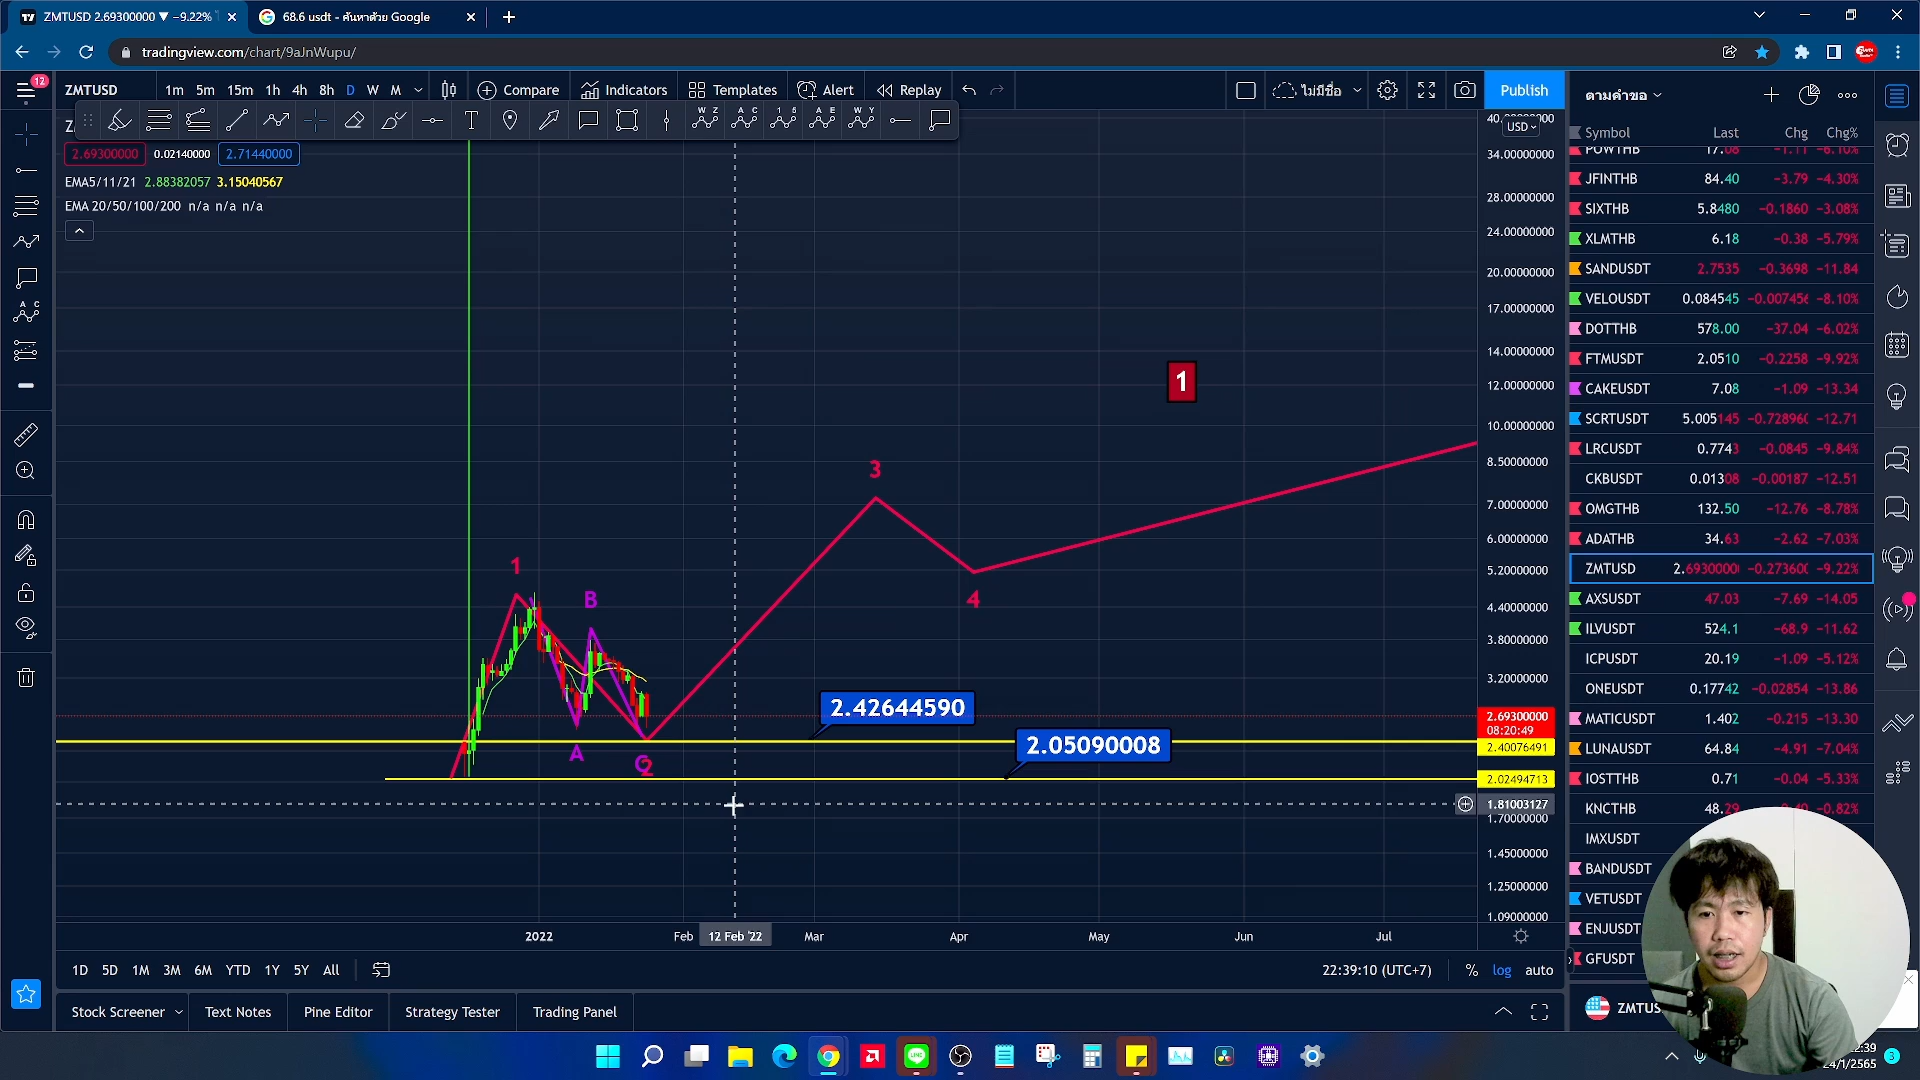 ZMTUSD 2.69300000 ▼ −9.22%
68.6 usdt - ค้นหาด้วย Google
tradingview.com/chart/9aJnWupu/
12
ZMTUSD 1m 5m 15m 1h 4h 8h D W M Compare Indicators Templates Alert Replay ไม่มีชื่อ Publish
2.69300000 0.02140000 2.71440000
EMA5/11/21 2.88382057 3.15040567
EMA 20/50/100/200 n/a n/a n/a
USD
34.00000000
28.00000000
24.00000000
20.00000000
17.00000000
14.00000000
12.00000000
10.00000000
8.50000000
7.00000000
6.00000000
5.20000000
4.40000000
3.80000000
3.20000000
2.69300000
08:20:49
2.40076491
2.02494713
1.81003127
1.70000000
1.45000000
1.25000000
1.09000000
1
3
1
B
4
2.42644590
2.05090008
A
C
2
2022 Feb 12 Feb '22 Mar Apr May Jun Jul
1D 5D 1M 3M 6M YTD 1Y 5Y All
22:39:10 (UTC+7) % log auto
Stock Screener Text Notes Pine Editor Strategy Tester Trading Panel
ตามคำขอ
Symbol Last Chg Chg%
POWTHB 17.08 −1.11 −6.10%
JFINTHB 84.40 −3.79 −4.30%
SIXTHB 5.8480 −0.1860 −3.08%
XLMTHB 6.18 −0.38 −5.79%
SANDUSDT 2.7535 −0.3698 −11.84
VELOUSDT 0.084545 −0.007456 −8.10%
DOTTHB 578.00 −37.04 −6.02%
FTMUSDT 2.0510 −0.2258 −9.92%
CAKEUSDT 7.08 −1.09 −13.34
SCRTUSDT 5.005145 −0.728960 −12.71
LRCUSDT 0.7743 −0.0845 −9.84%
CKBUSDT 0.01308 −0.00187 −12.51
OMGTHB 132.50 −12.76 −8.78%
ADATHB 34.63 −2.62 −7.03%
ZMTUSD 2.69300000 −0.273600 −9.22%
AXSUSDT 47.03 −7.69 −14.05
ILVUSDT 524.1 −68.9 −11.62
ICPUSDT 20.19 −1.09 −5.12%
ONEUSDT 0.17742 −0.02854 −13.86
MATICUSDT 1.402 −0.215 −13.30
LUNAUSDT 64.84 −4.91 −7.04%
IOSTTHB 0.71 −0.04 −5.33%
KNCTHB 48.29 −0.40 −0.82%
IMXUSDT
BANDUSDT
VETUSDT
ENJUSDT
GFUSDT
24/1/2565
3